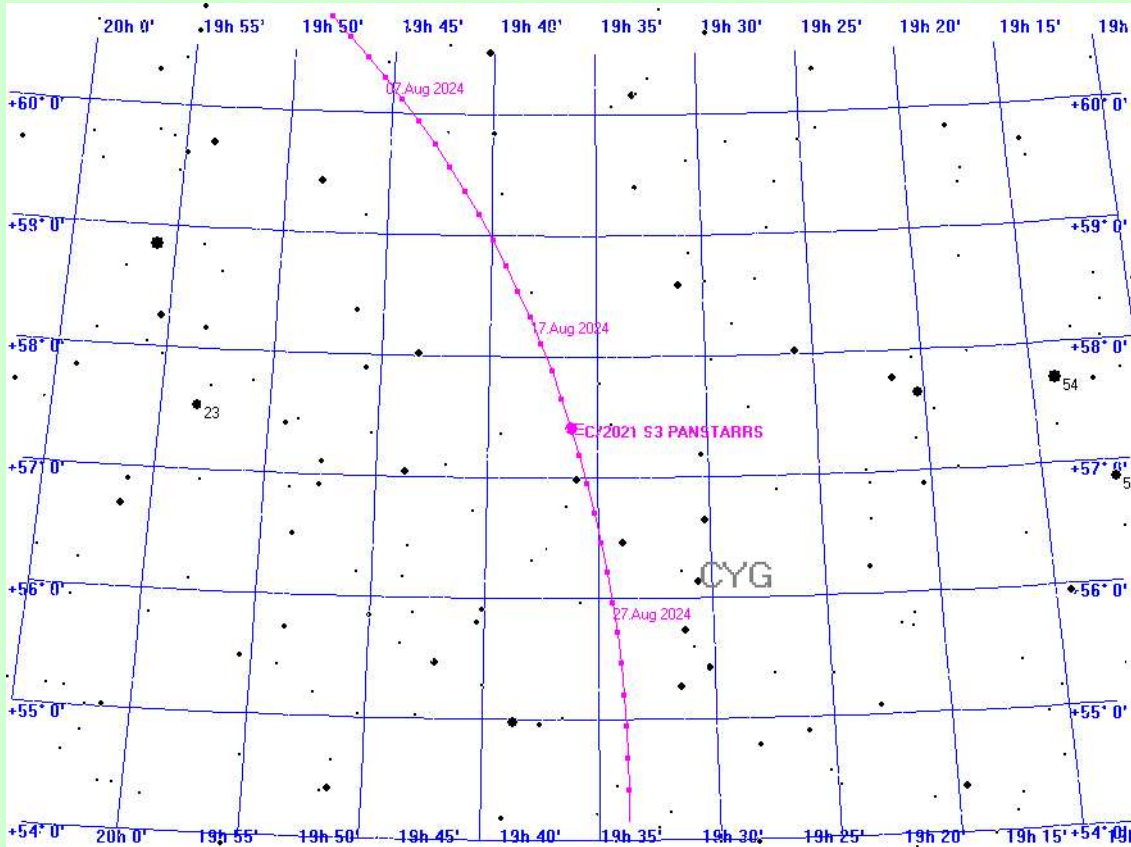 20h 0' 19h 55' 19h 50' 19h 45' 19h 40' 19h 35' 19h 30' 19h 25' 19h 20' 19h 15' 19h
07.Aug 2024
+60° 0' +60° 0'
+59° 0' +59° 0'
17.Aug 2024
+58° 0' +58° 0'
54
23
C/2021 S3 PANSTARRS
+57° 0' +57° 0'
5
CYG
+56° 0' +56° 0'
27.Aug 2024
+55° 0' +55° 0'
+54° 0' 20h 0' 19h 55' 19h 50' 19h 45' 19h 40' 19h 35' 19h 30' 19h 25' 19h 20' 19h 15' +54° 0'